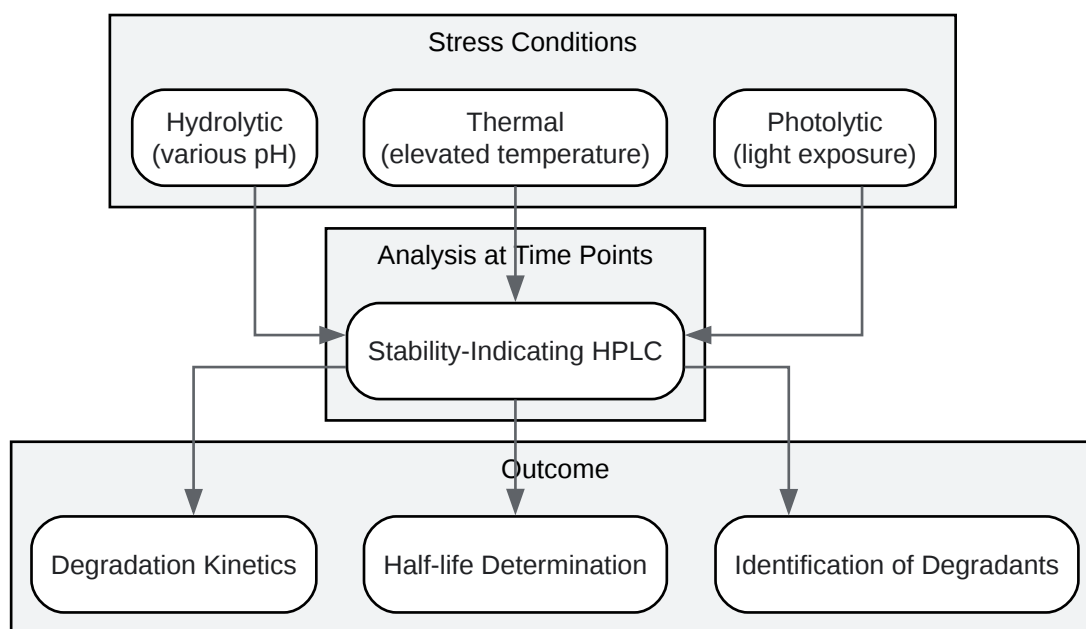 Stress Conditions
Hydrolytic
(various pH)
Thermal
(elevated temperature)
Photolytic
(light exposure)
Analysis at Time Points
Stability-Indicating HPLC
Outcome
Degradation Kinetics
Half-life Determination
Identification of Degradants